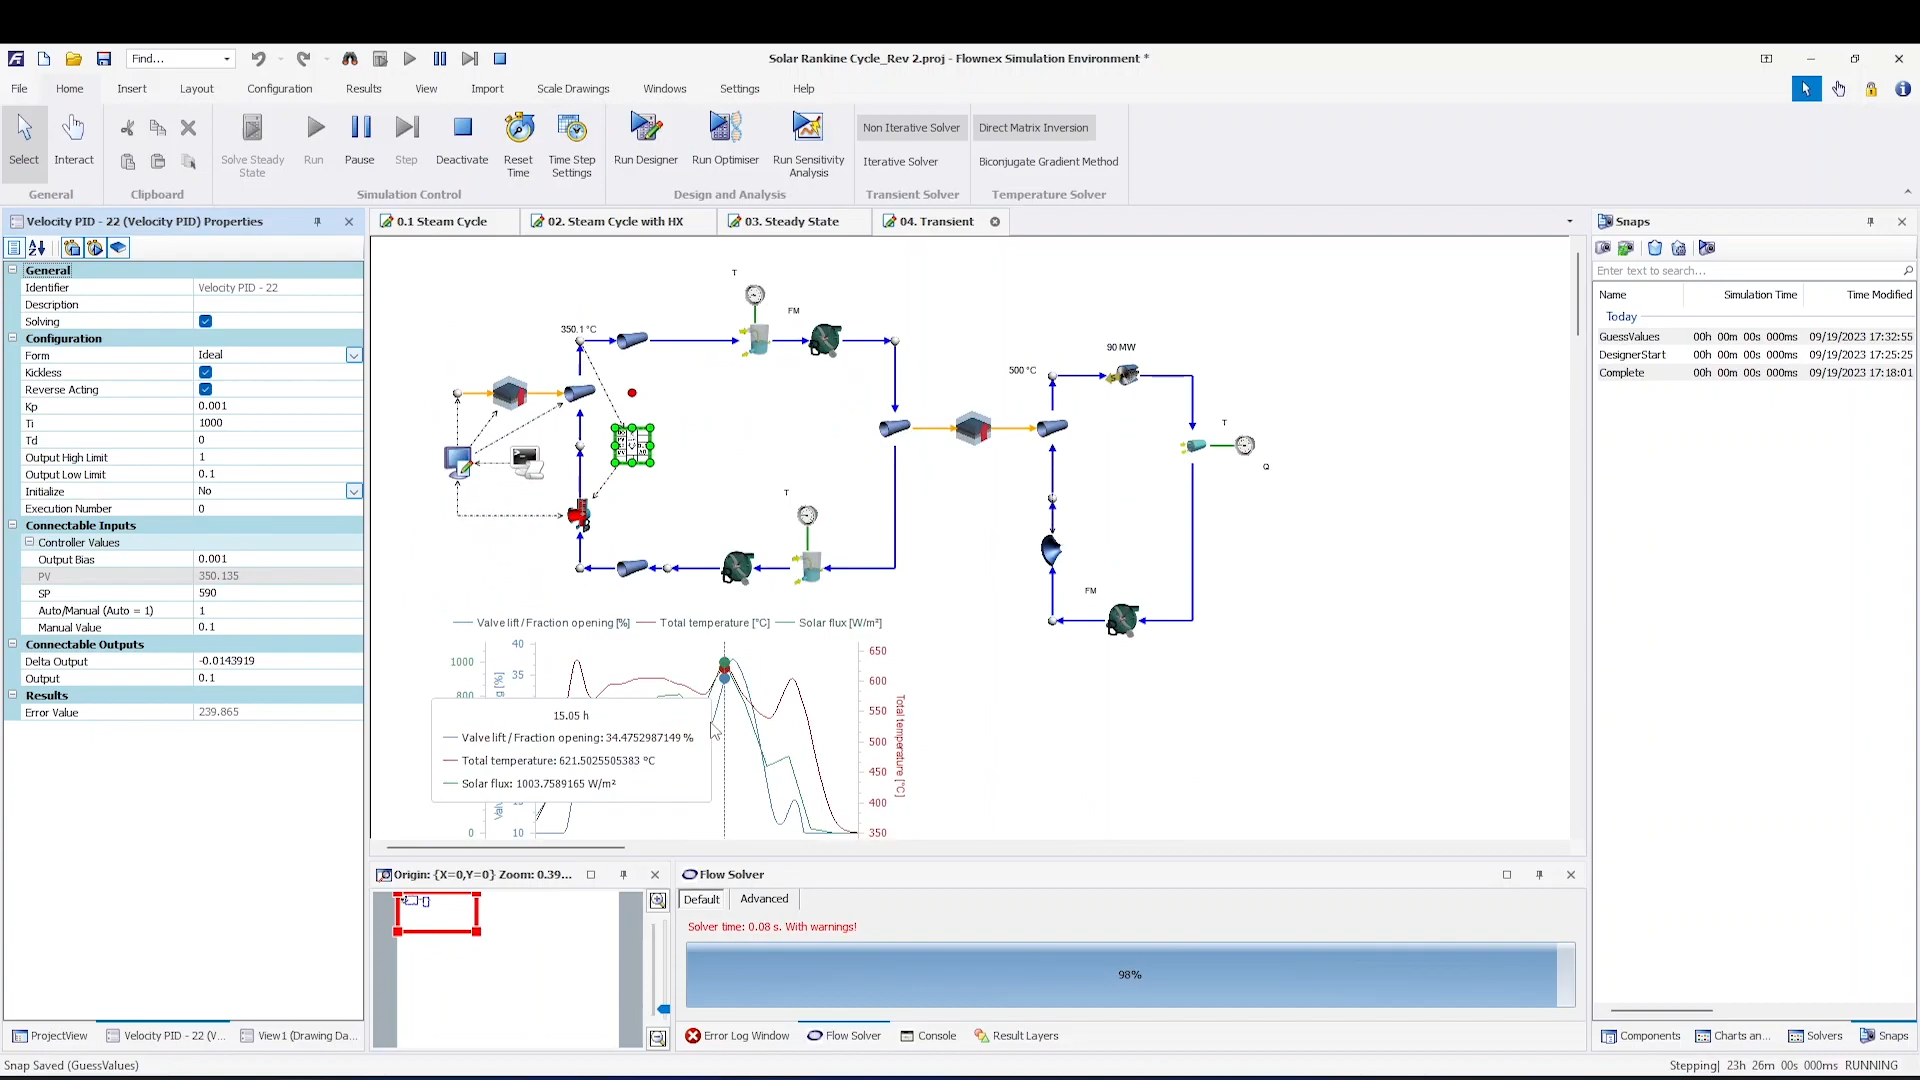 Find...
Solar Rankine Cycle_Rev 2.proj - Flownex Simulation Environment *
File Home Insert Layout Configuration Results View Import Scale Drawings Windows Settings Help
Select Interact
General
Clipboard
Solve Steady State Run Pause Step Deactivate Reset Time Time Step Settings
Simulation Control
Run Designer Run Optimiser Run Sensitivity Analysis
Design and Analysis
Non Iterative Solver
Iterative Solver
Transient Solver
Direct Matrix Inversion
Biconjugate Gradient Method
Temperature Solver
Velocity PID - 22 (Velocity PID) Properties
General
Identifier Velocity PID - 22
Description
Solving
Configuration
Form Ideal
Kickless
Reverse Acting
Kp 0.001
Ti 1000
Td 0
Output High Limit 1
Output Low Limit 0.1
Initialize No
Execution Number 0
Connectable Inputs
Controller Values
Output Bias 0.001
PV 350.135
SP 590
Auto/Manual (Auto = 1) 1
Manual Value 0.1
Connectable Outputs
Delta Output -0.0143919
Output 0.1
Results
Error Value 239.865
ProjectView Velocity PID - 22 (V... View1 (Drawing Da...
0.1 Steam Cycle 02. Steam Cycle with HX 03. Steady State 04. Transient
T
FM
350.1 °C
T
90 MW
500 °C
T
Q
FM
Valve lift / Fraction opening [%] Total temperature [°C] Solar flux [W/m²]
1000
800
0
40
35
10
g [%]
Valv
650
600
550
500
450
400
350
Total temperature [°C]
15.05 h
Valve lift / Fraction opening: 34.4752987149 %
Total temperature: 621.5025505383 °C
Solar flux: 1003.7589165 W/m²
Origin: {X=0,Y=0} Zoom: 0.39...
Flow Solver
Default Advanced
Solver time: 0.08 s. With warnings!
98%
Error Log Window Flow Solver Console Result Layers
Snaps
Enter text to search...
Name Simulation Time Time Modified
Today
GuessValues 00h 00m 00s 000ms 09/19/2023 17:32:55
DesignerStart 00h 00m 00s 000ms 09/19/2023 17:25:25
Complete 00h 00m 00s 000ms 09/19/2023 17:18:01
Components Charts an... Solvers Snaps
Snap Saved (GuessValues)
Stepping| 23h 26m 00s 000ms RUNNING